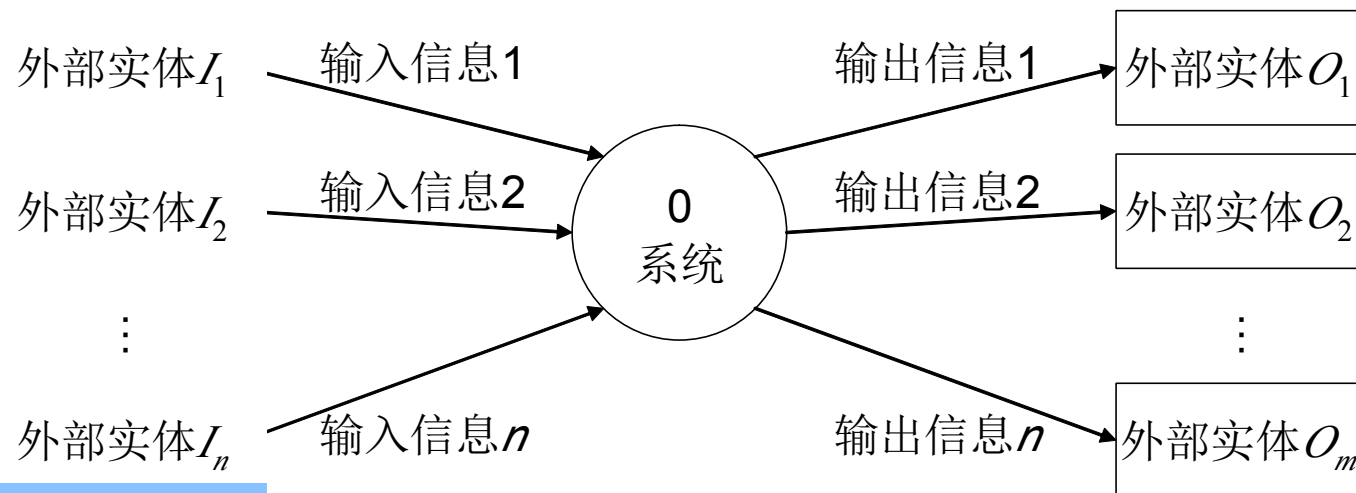 外部实体I₁
输入信息1
输出信息1
外部实体O₁
外部实体I₂
输入信息2
0
系统
输出信息2
外部实体O₂
⋮
⋮
外部实体Iₙ
输入信息n
输出信息n
外部实体Oₘ